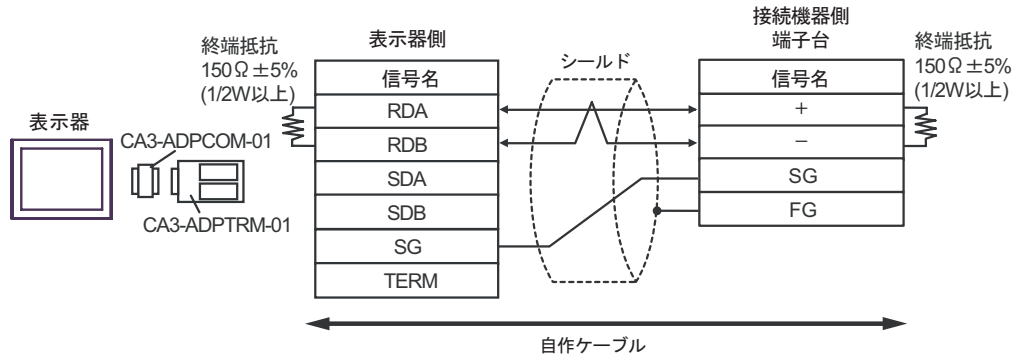 終端抵抗
150Ω±5%
(1/2W以上)
表示器
CA3-ADPCOM-01
CA3-ADPTRM-01
表示器側
信号名
RDA
RDB
SDA
SDB
SG
TERM
シールド
接続機器側
端子台
信号名
+
−
SG
FG
終端抵抗
150Ω±5%
(1/2W以上)
自作ケーブル